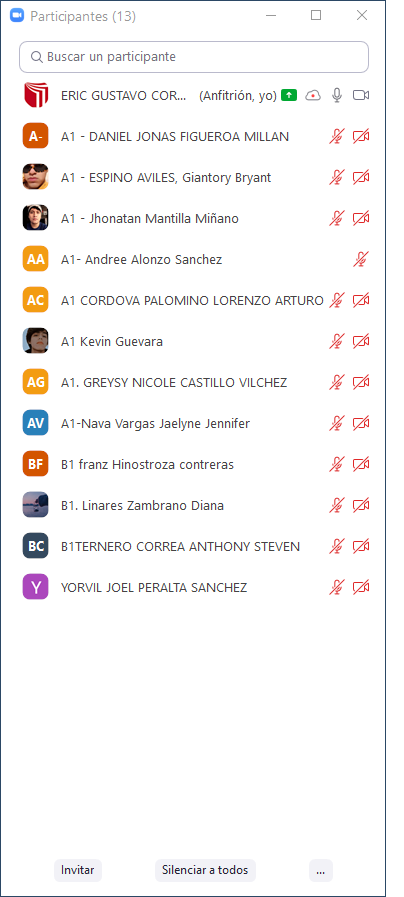 Participantes (13)
Buscar un participante
ERIC GUSTAVO COR... (Anfitrión, yo)
A- A1 - DANIEL JONAS FIGUEROA MILLAN
A1 - ESPINO AVILES, Giantory Bryant
A1 - Jhonatan Mantilla Miñano
AA A1- Andree Alonzo Sanchez
AC A1 CORDOVA PALOMINO LORENZO ARTURO
A1 Kevin Guevara
AG A1. GREYSY NICOLE CASTILLO VILCHEZ
AV A1-Nava Vargas Jaelyne Jennifer
BF B1 franz Hinostroza contreras
B1. Linares Zambrano Diana
BC B1TERNERO CORREA ANTHONY STEVEN
Y YORVIL JOEL PERALTA SANCHEZ
Invitar Silenciar a todos ...